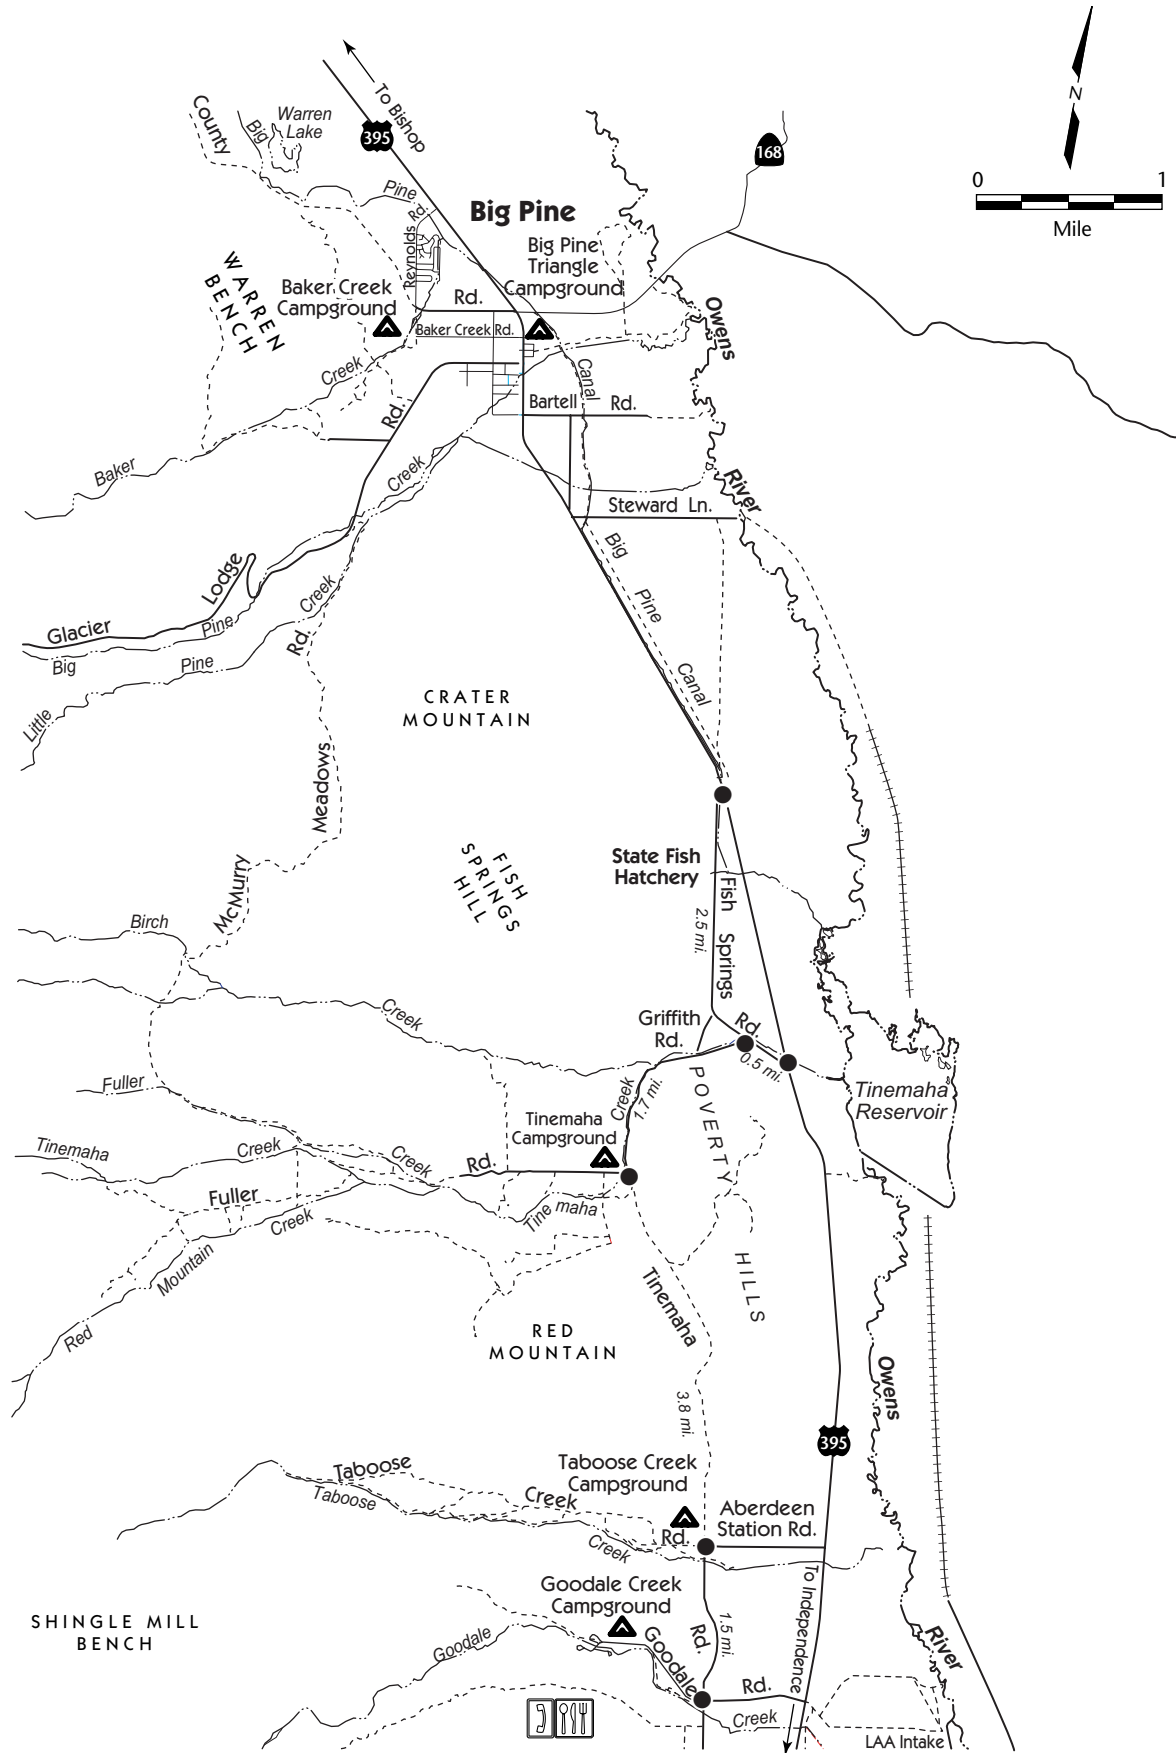 To Bishop
395
County
Big
Warren
Lake
Pine
Reynolds Rd.
168
N
0 1
Mile
Big Pine
Big Pine
Triangle
Campground
WARREN
BENCH
Baker Creek
Campground
Rd.
Baker Creek Rd.
Owens
Creek
Canal
Rd.
Bartell Rd.
Baker
Creek
River
Steward Ln.
Big
Pine
Canal
Lodge
Creek
Glacier
Pine
Big
Rd.
Pine
Little
CRATER
MOUNTAIN
Meadows
McMurry
FISH
SPRINGS
HILL
State Fish
Hatchery
Fish
Springs
2.5 mi.
Birch
Creek
Griffith
Rd.
Rd.
0.5 mi.
Fuller
Creek
1.7 mi.
POVERTY
Tinemaha
Reservoir
Tinemaha
Campground
Tinemaha
Creek
Creek
Rd.
Fuller
Creek
Tine maha
Mountain
Red
HILLS
Tinemaha
RED
MOUNTAIN
Owens
3.8 mi.
395
Taboose
Taboose
Creek
Taboose Creek
Campground
Aberdeen
Station Rd.
Rd.
Creek
To Independence
Goodale Creek
Campground
SHINGLE MILL
BENCH
Goodale
Goodale
Rd.
1.5 mi.
River
Rd.
Creek
LAA Intake